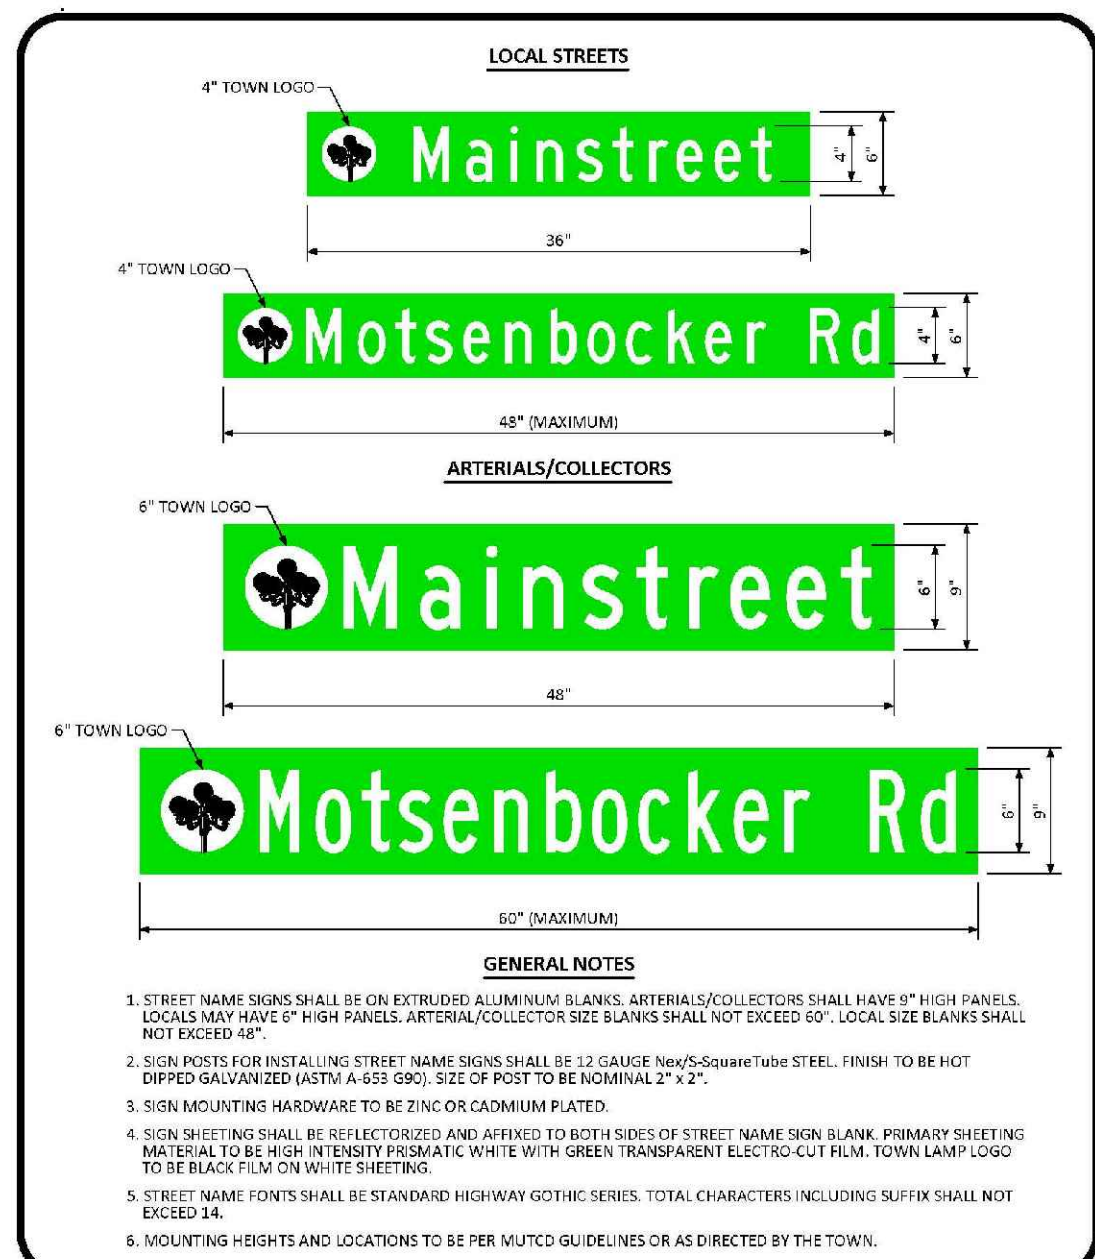 LOCAL STREETS
4" TOWN LOGO
Mainstreet
4"
6"
36"
4" TOWN LOGO
Motsenbocker Rd
4"
6"
48" (MAXIMUM)
ARTERIALS/COLLECTORS
6" TOWN LOGO
Mainstreet
6"
9"
48"
6" TOWN LOGO
Motsenbocker Rd
6"
9"
60" (MAXIMUM)
GENERAL NOTES
1. STREET NAME SIGNS SHALL BE ON EXTRUDED ALUMINUM BLANKS. ARTERIALS/COLLECTORS SHALL HAVE 9" HIGH PANELS.
LOCALS MAY HAVE 6" HIGH PANELS. ARTERIAL/COLLECTOR SIZE BLANKS SHALL NOT EXCEED 60". LOCAL SIZE BLANKS SHALL
NOT EXCEED 48".
2. SIGN POSTS FOR INSTALLING STREET NAME SIGNS SHALL BE 12 GAUGE Nex/S-SquareTube STEEL. FINISH TO BE HOT
DIPPED GALVANIZED (ASTM A-653 G90). SIZE OF POST TO BE NOMINAL 2" x 2".
3. SIGN MOUNTING HARDWARE TO BE ZINC OR CADMIUM PLATED.
4. SIGN SHEETING SHALL BE REFLECTORIZED AND AFFIXED TO BOTH SIDES OF STREET NAME SIGN BLANK. PRIMARY SHEETING
MATERIAL TO BE HIGH INTENSITY PRISMATIC WHITE WITH GREEN TRANSPARENT ELECTRO-CUT FILM. TOWN LAMP LOGO
TO BE BLACK FILM ON WHITE SHEETING.
5. STREET NAME FONTS SHALL BE STANDARD HIGHWAY GOTHIC SERIES. TOTAL CHARACTERS INCLUDING SUFFIX SHALL NOT
EXCEED 14.
6. MOUNTING HEIGHTS AND LOCATIONS TO BE PER MUTCD GUIDELINES OR AS DIRECTED BY THE TOWN.